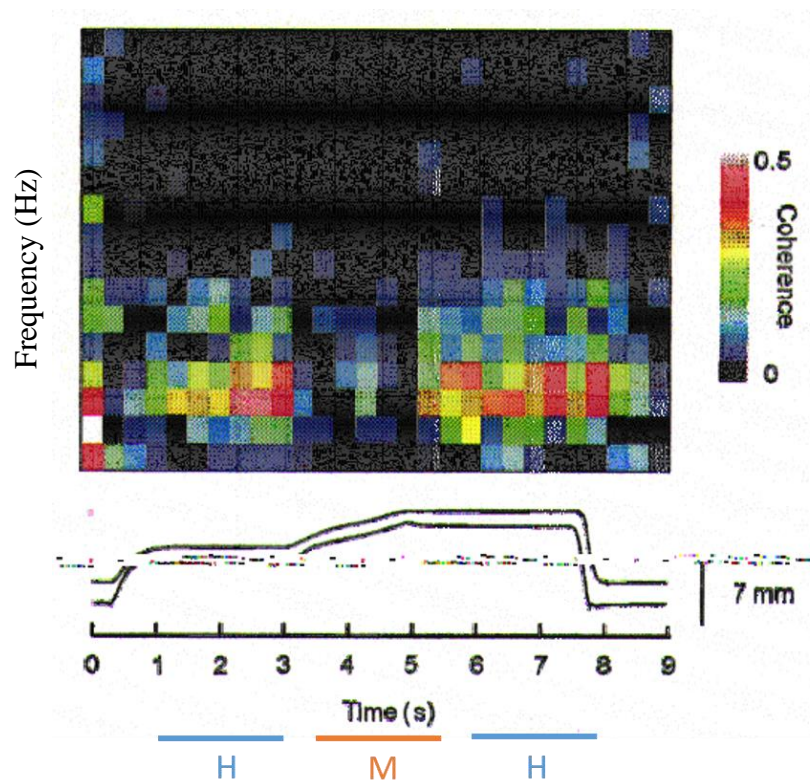 Frequency (Hz)
0.5
Coherence
0
7 mm
0 1 2 3 4 5 6 7 8 9
Time (s)
H M H